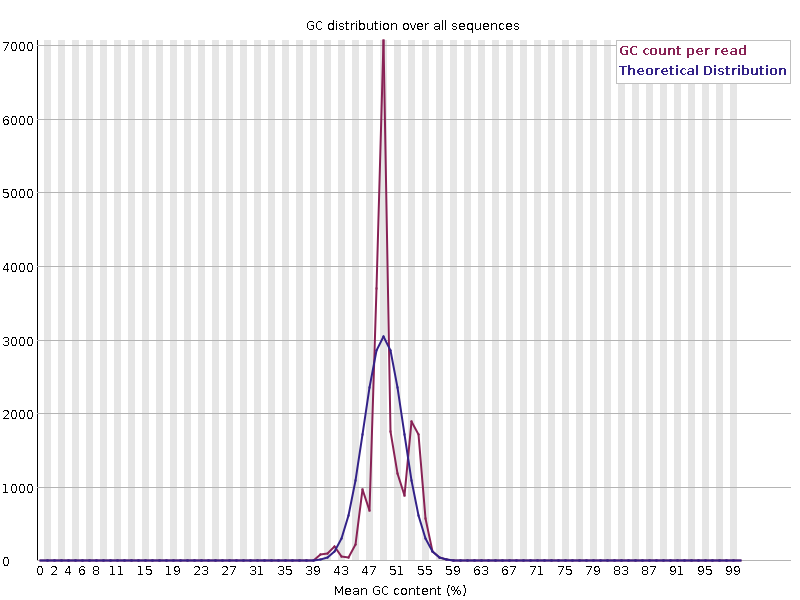 GC distribution over all sequences
GC count per read
Theoretical Distribution
7000
6000
5000
4000
3000
2000
1000
0
0 2 4 6 8 11 15 19 23 27 31 35 39 43 47 51 55 59 63 67 71 75 79 83 87 91 95 99
Mean GC content (%)